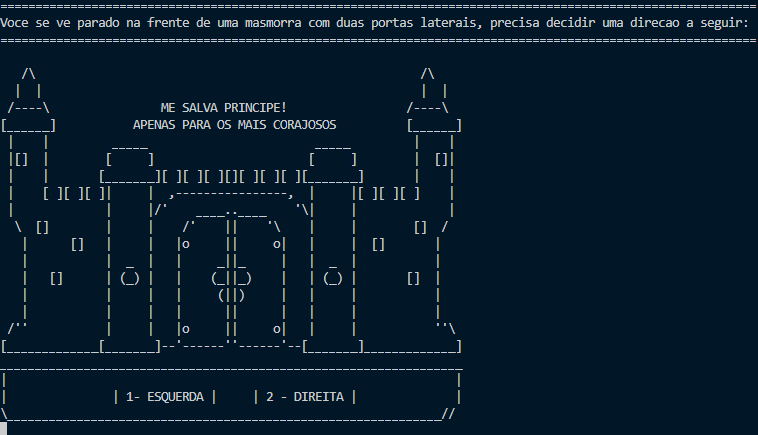 Voce se ve parado na frente de uma masmorra com duas portas laterais, precisa decidir uma direcao a seguir:
ME SALVA PRINCIPE!
APENAS PARA OS MAIS CORAJOSOS
| 1- ESQUERDA | | 2 - DIREITA |